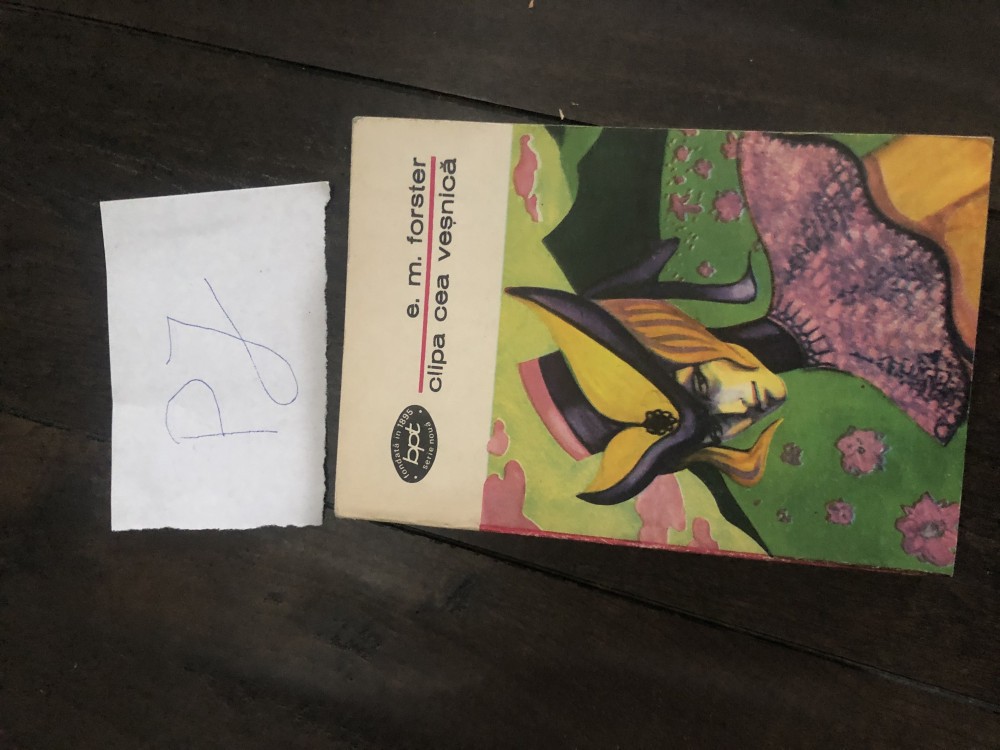 PJ
e. m. forster
clipa cea veșnică
fondată în 1895
bpt
serie nouă